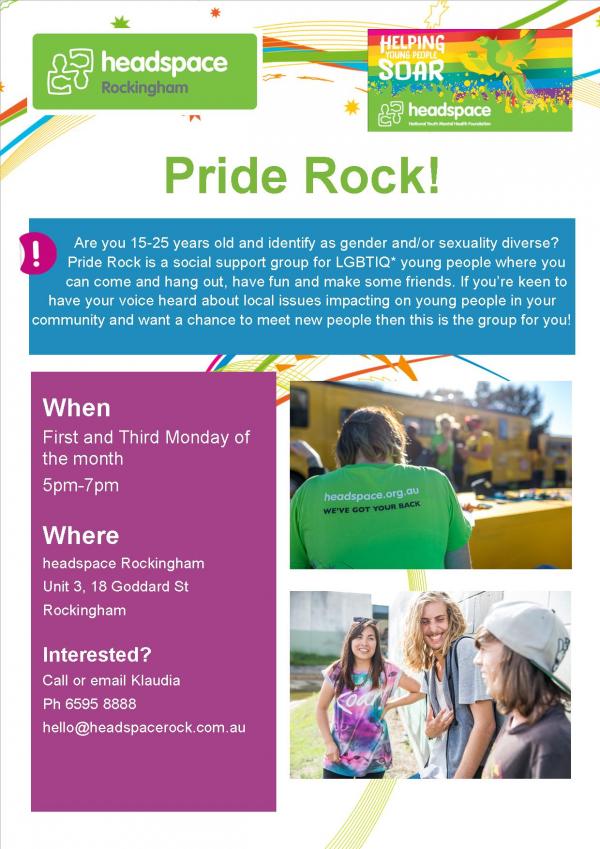 headspace
Rockingham
HELPING
YOUNG PEOPLE
SOAR
headspace
National Youth Mental Health Foundation
Pride Rock!
!
Are you 15-25 years old and identify as gender and/or sexuality diverse?
Pride Rock is a social support group for LGBTIQ* young people where you
can come and hang out, have fun and make some friends. If you're keen to
have your voice heard about local issues impacting on young people in your
community and want a chance to meet new people then this is the group for you!
When
First and Third Monday of
the month
5pm-7pm
Where
headspace Rockingham
Unit 3, 18 Goddard St
Rockingham
Interested?
Call or email Klaudia
Ph 6595 8888
hello@headspacerock.com.au
headspace.org.au
WE'VE GOT YOUR BACK